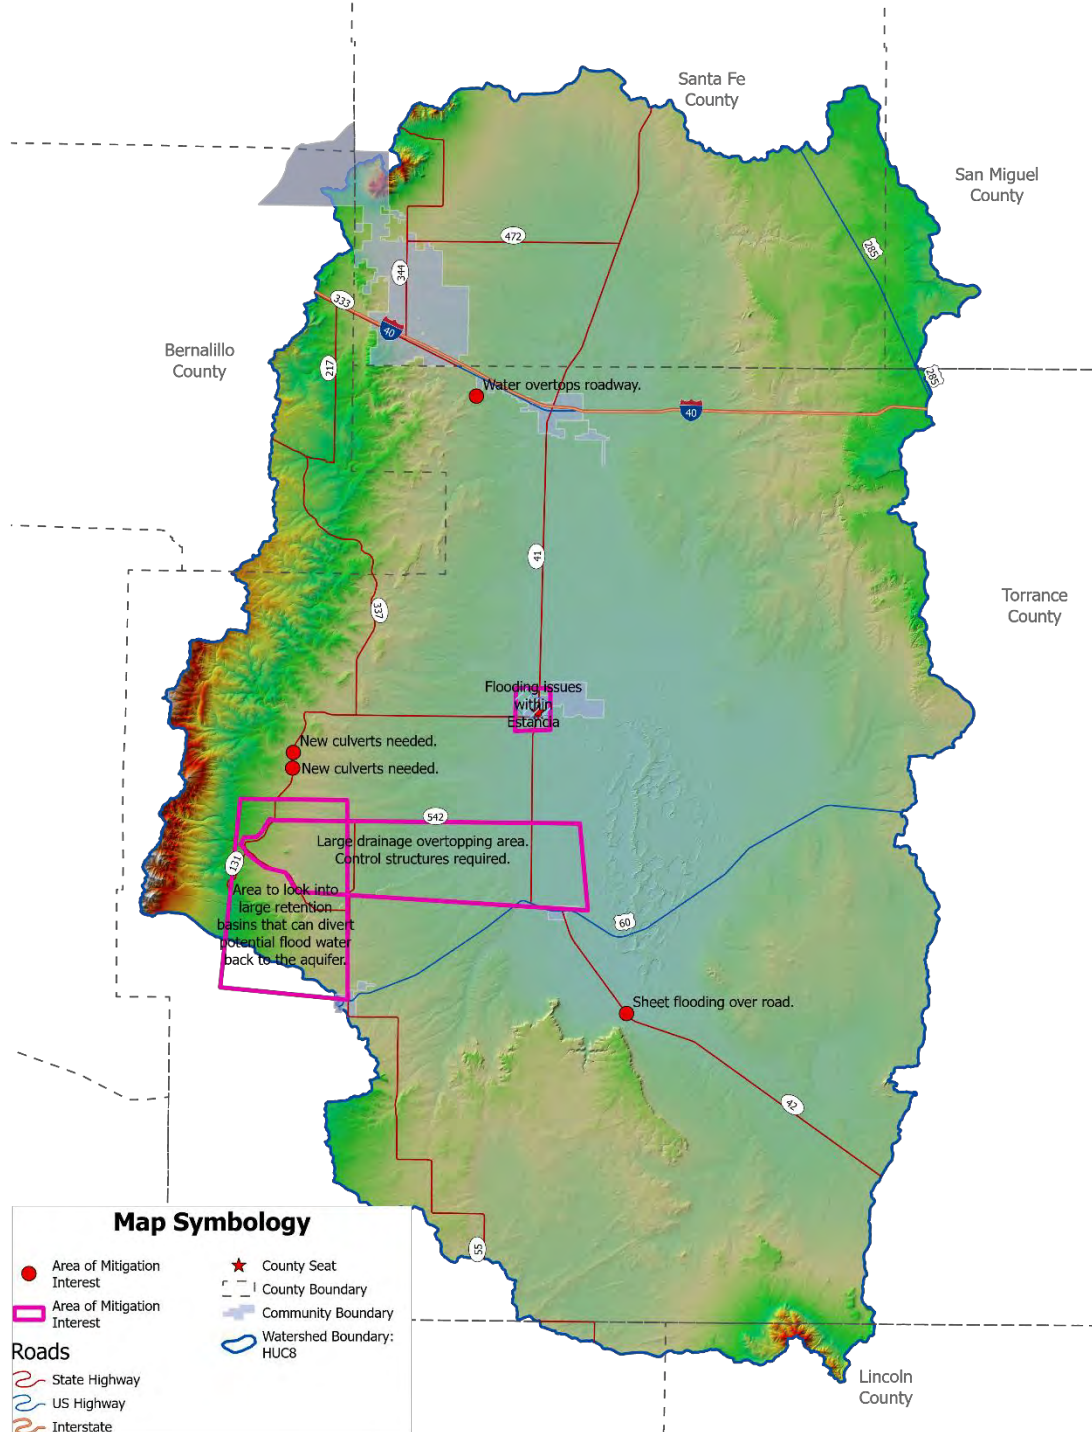 Santa Fe
County
San Miguel
County
285
472
344
333
40
Bernalillo
County
217
285
Water overtops roadway.
40
41
337
Torrance
County
Flooding issues
within
Estancia
New culverts needed.
New culverts needed.
542
Large drainage overtopping area.
Control structures required.
131
Area to look into
large retention
basins that can divert
potential flood water
back to the aquifer.
60
Sheet flooding over road.
42
55
Lincoln
County
Map Symbology
Area of Mitigation
Interest
Area of Mitigation
Interest
Roads
State Highway
US Highway
Interstate
County Seat
County Boundary
Community Boundary
Watershed Boundary:
HUC8